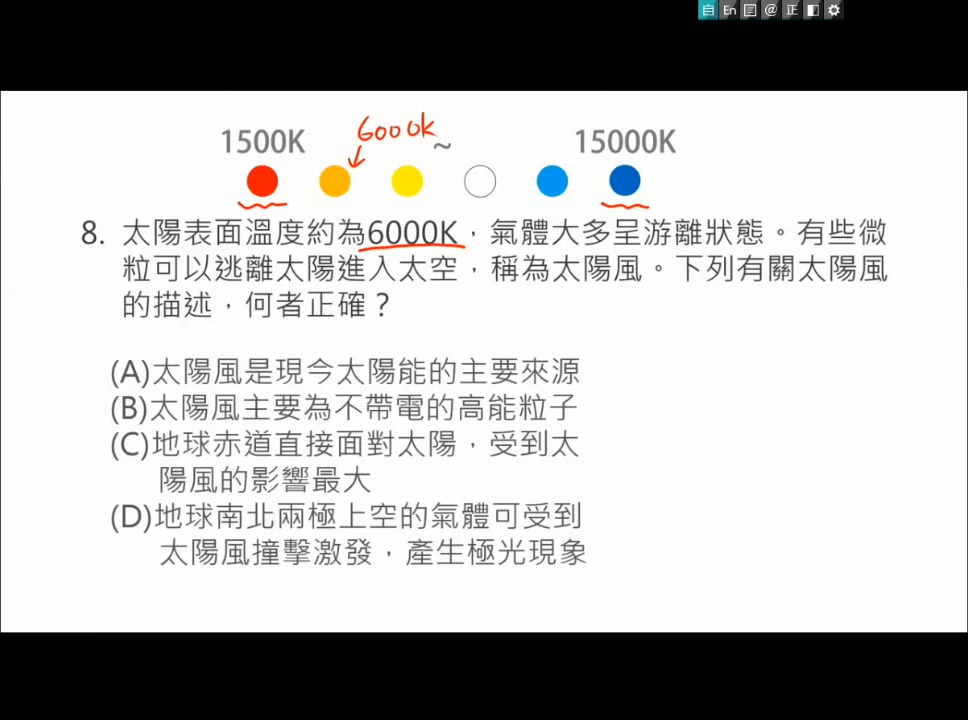 自 En @ 正
6000k
1500K ~ 15000K
8. 太陽表面溫度約為6000K，氣體大多呈游離狀態。有些微
粒可以逃離太陽進入太空，稱為太陽風。下列有關太陽風
的描述，何者正確？
(A)太陽風是現今太陽能的主要來源
(B)太陽風主要為不帶電的高能粒子
(C)地球赤道直接面對太陽，受到太
陽風的影響最大
(D)地球南北兩極上空的氣體可受到
太陽風撞擊激發，產生極光現象